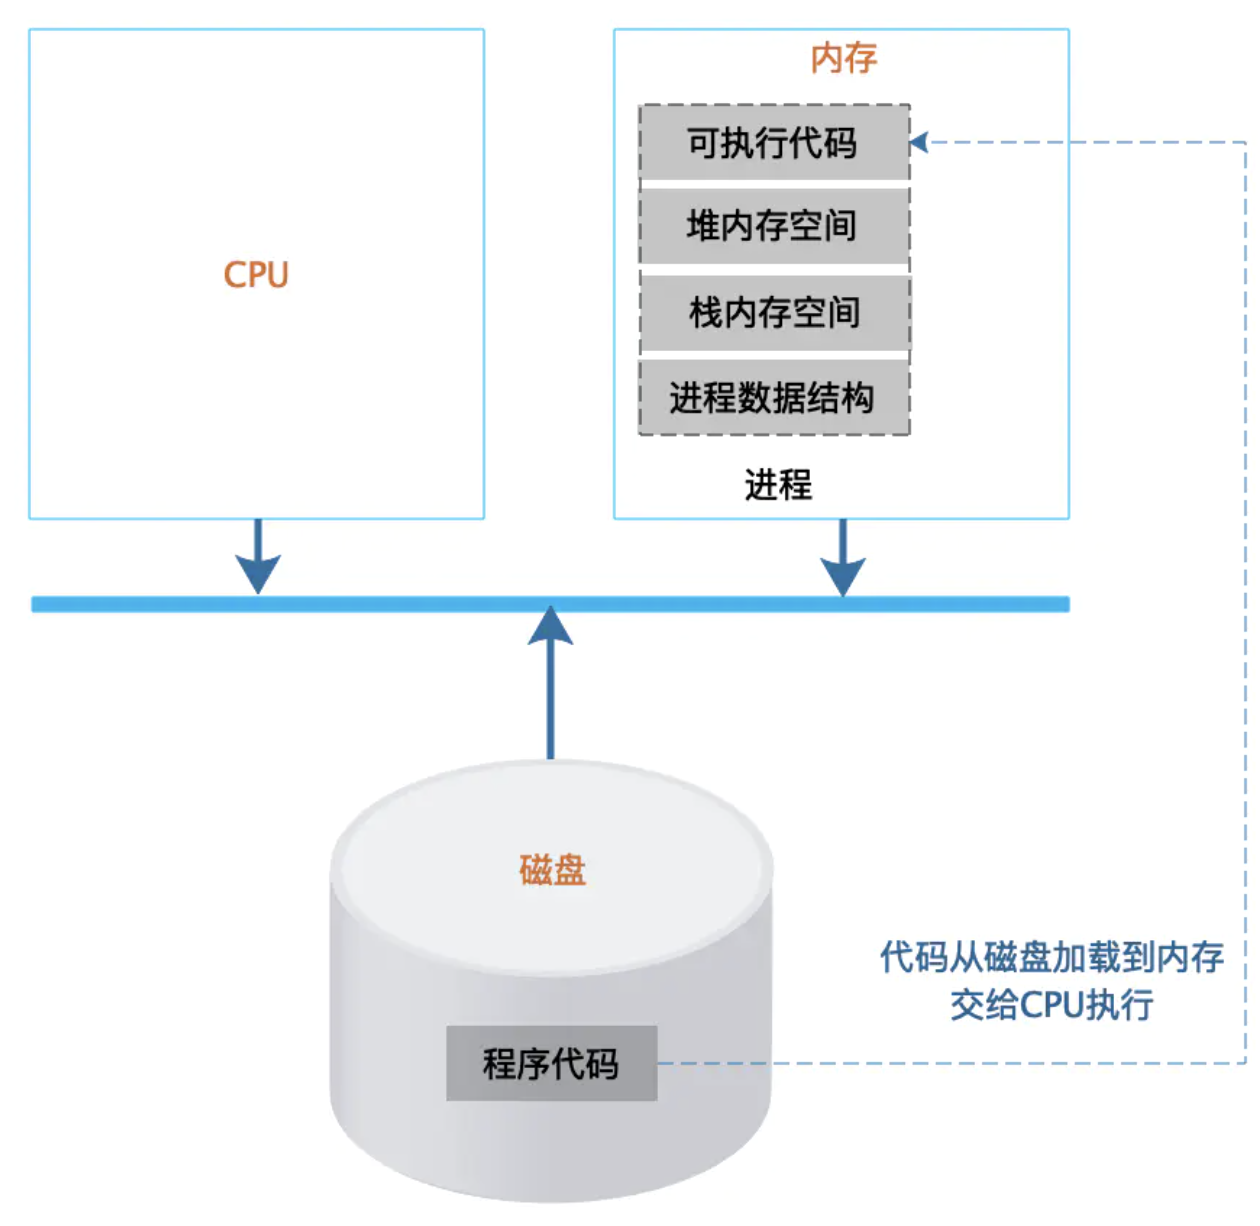 内存
可执行代码
堆内存空间
CPU
栈内存空间
进程数据结构
进程
磁盘
代码从磁盘加载到内存
交给CPU执行
程序代码